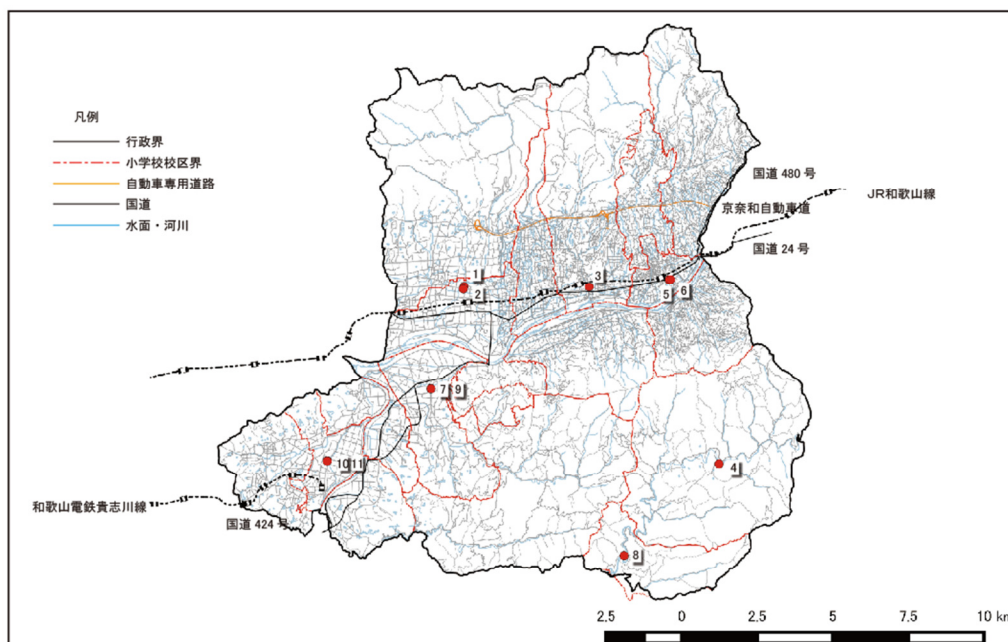 凡例
行政界
小学校校区界
自動車専用道路
国道
水面・河川
国道 480 号
JR和歌山線
京奈和自動車道
国道 24 号
1
2
3
5
6
7
9
4
10
11
和歌山電鉄貴志川線
国道 424 号
8
2.5
0
2.5
5
7.5
10 km